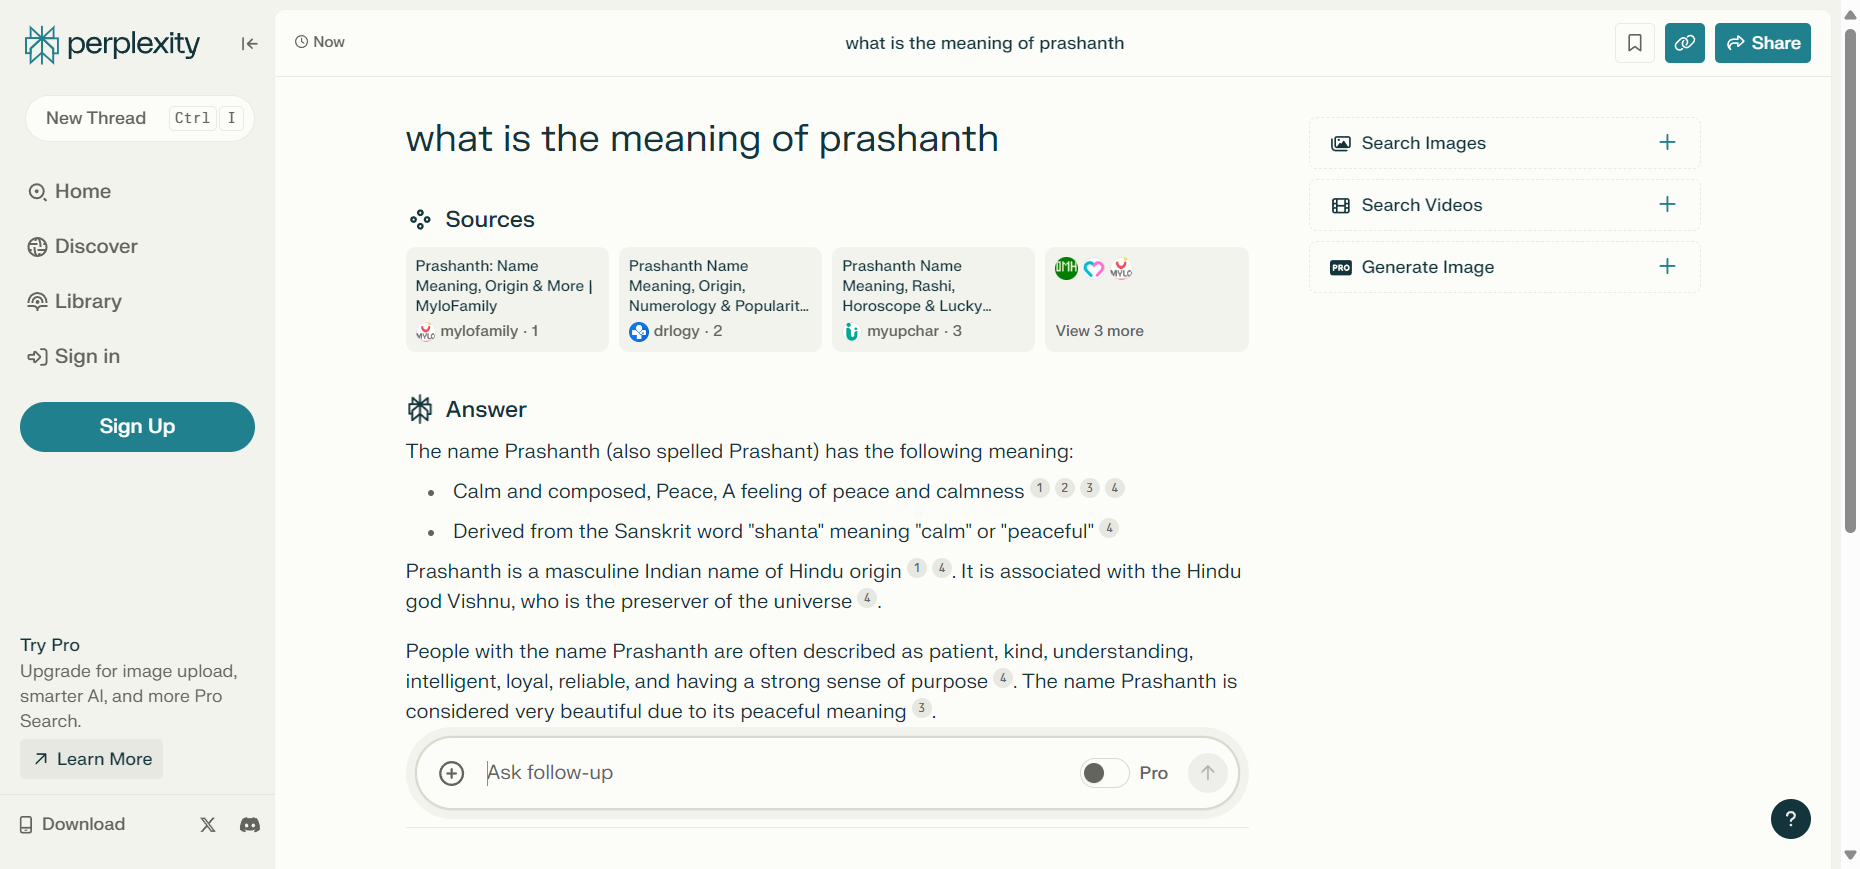 perplexity
New Thread Ctrl I
Home
Discover
Library
Sign in
Sign Up
Try Pro
Upgrade for image upload,
smarter AI, and more Pro
Search.
Learn More
Download
Now
what is the meaning of prashanth
Share
what is the meaning of prashanth
Sources
Prashanth: Name
Meaning, Origin & More |
MyloFamily
MYLO
mylofamily · 1
Prashanth Name
Meaning, Origin,
Numerology & Popularit...
drlogy · 2
Prashanth Name
Meaning, Rashi,
Horoscope & Lucky...
myupchar · 3
MYLO
View 3 more
Answer
The name Prashanth (also spelled Prashant) has the following meaning:
• Calm and composed, Peace, A feeling of peace and calmness 1 2 3 4
• Derived from the Sanskrit word "shanta" meaning "calm" or "peaceful" 4
Prashanth is a masculine Indian name of Hindu origin 1 4. It is associated with the Hindu
god Vishnu, who is the preserver of the universe 4.
People with the name Prashanth are often described as patient, kind, understanding,
intelligent, loyal, reliable, and having a strong sense of purpose 4. The name Prashanth is
considered very beautiful due to its peaceful meaning 3.
Ask follow-up
Pro
Search Images
Search Videos
PRO Generate Image
?